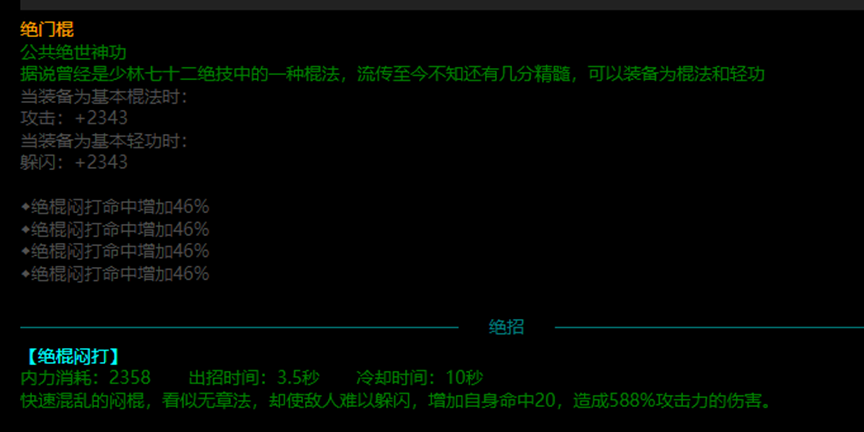 绝门棍
公共绝世神功
据说曾经是少林七十二绝技中的一种棍法，流传至今不知还有几分精髓，可以装备为棍法和轻功
当装备为基本棍法时：
攻击：+2343
当装备为基本轻功时：
躲闪：+2343
◆绝棍闷打命中增加46%
◆绝棍闷打命中增加46%
◆绝棍闷打命中增加46%
◆绝棍闷打命中增加46%
绝招
【绝棍闷打】
内力消耗：2358 出招时间：3.5秒 冷却时间：10秒
快速混乱的闷棍，看似无章法，却使敌人难以躲闪，增加自身命中20，造成588%攻击力的伤害。